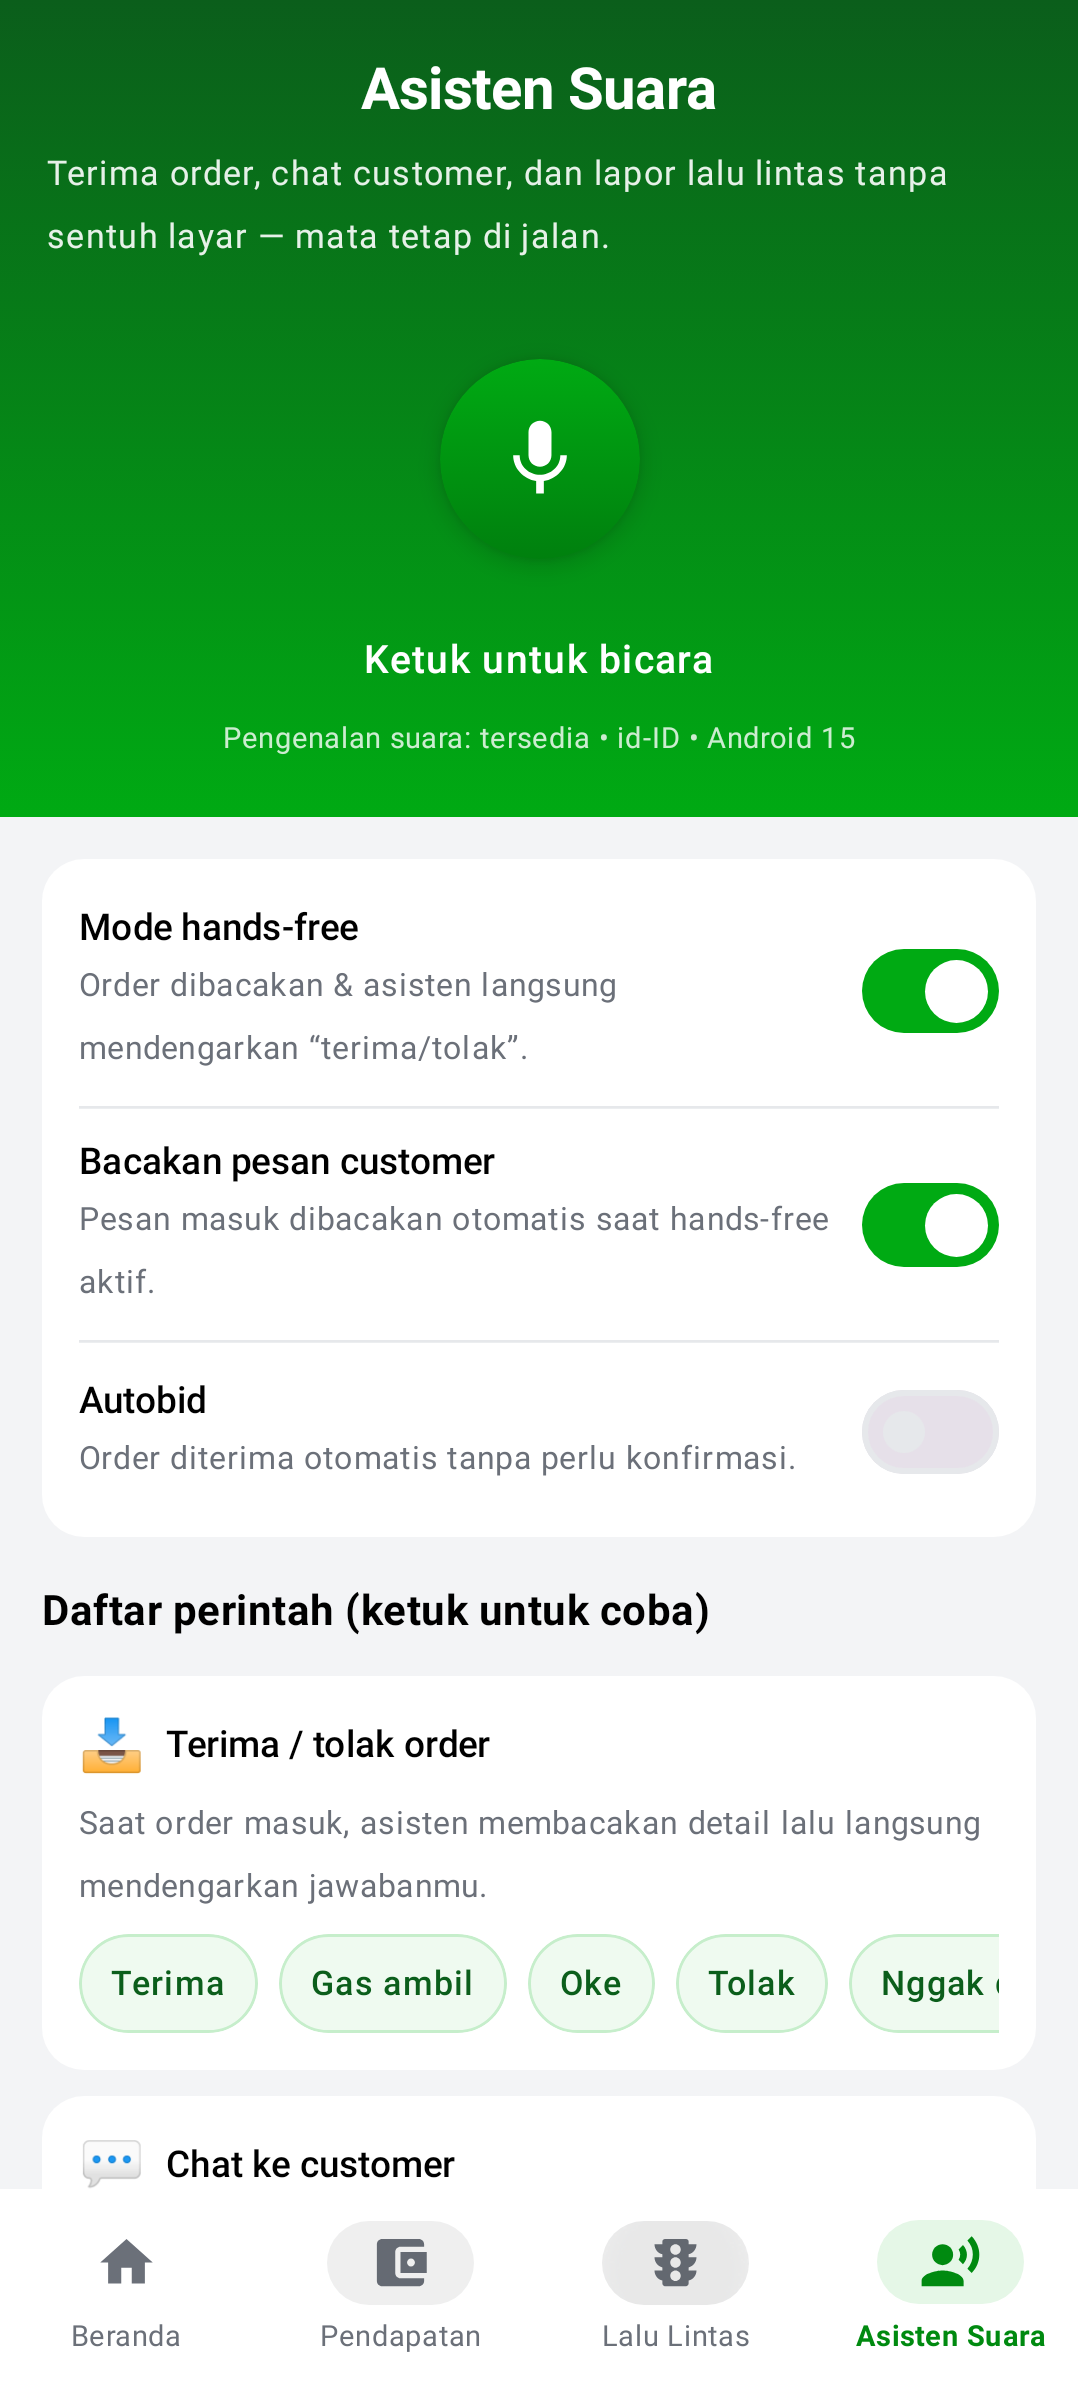 Asisten Suara
Terima order, chat customer, dan lapor lalu lintas tanpa
sentuh layar — mata tetap di jalan.
Ketuk untuk bicara
Pengenalan suara: tersedia • id-ID • Android 15
Mode hands-free
Order dibacakan & asisten langsung
mendengarkan “terima/tolak”.
Bacakan pesan customer
Pesan masuk dibacakan otomatis saat hands-free
aktif.
Autobid
Order diterima otomatis tanpa perlu konfirmasi.
Daftar perintah (ketuk untuk coba)
Terima / tolak order
Saat order masuk, asisten membacakan detail lalu langsung
mendengarkan jawabanmu.
Terima Gas ambil Oke Tolak Nggak
Chat ke customer
Beranda Pendapatan Lalu Lintas Asisten Suara